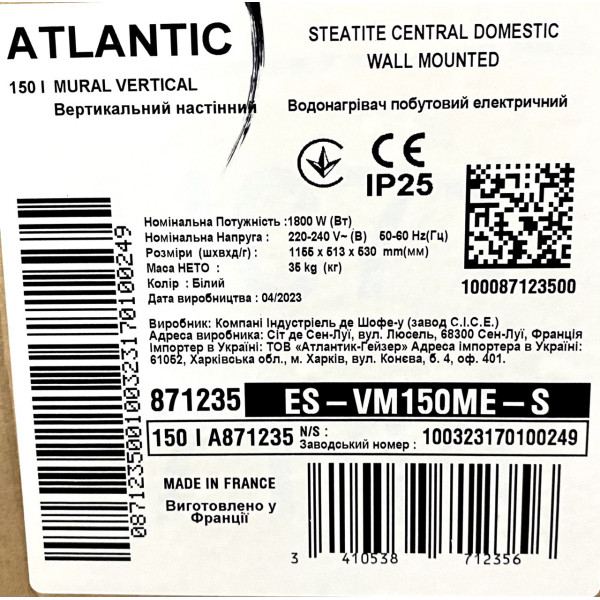 ATLANTIC
STEATITE CENTRAL DOMESTIC
WALL MOUNTED
150 l MURAL VERTICAL
Вертикальний настінний
Водонагрівач побутовий електричний
CE
IP25
100087123500
Номінальна Потужність :1800 W (Вт)
Номінальна Напруга : 220-240 V~ (В) 50-60 Hz(Гц)
Розміри (шхвхд/г) : 1155 x 513 x 530 mm(мм)
Маса НЕТО : 35 kg (кг)
Колір : Білий
Дата виробництва : 04/2023
Виробник: Компані Індустріель де Шофе-у (завод C.I.C.E.)
Адреса виробника: Сіт де Сен-Луї, вул. Люсель, 68300 Сен-Луї, Франція
Імпортер в Україні: ТОВ «Атлантик-Гейзер» Адреса імпортера в Україні:
61052, Харківська обл., м. Харків, вул. Конєва, б. 4, оф. 401.
871235 ES-VM150ME-S
150 l A871235 N/S :
Заводський номер : 100323170100249
MADE IN FRANCE
Виготовлено у
Франції
3 410538 712356
087123500100323170100249